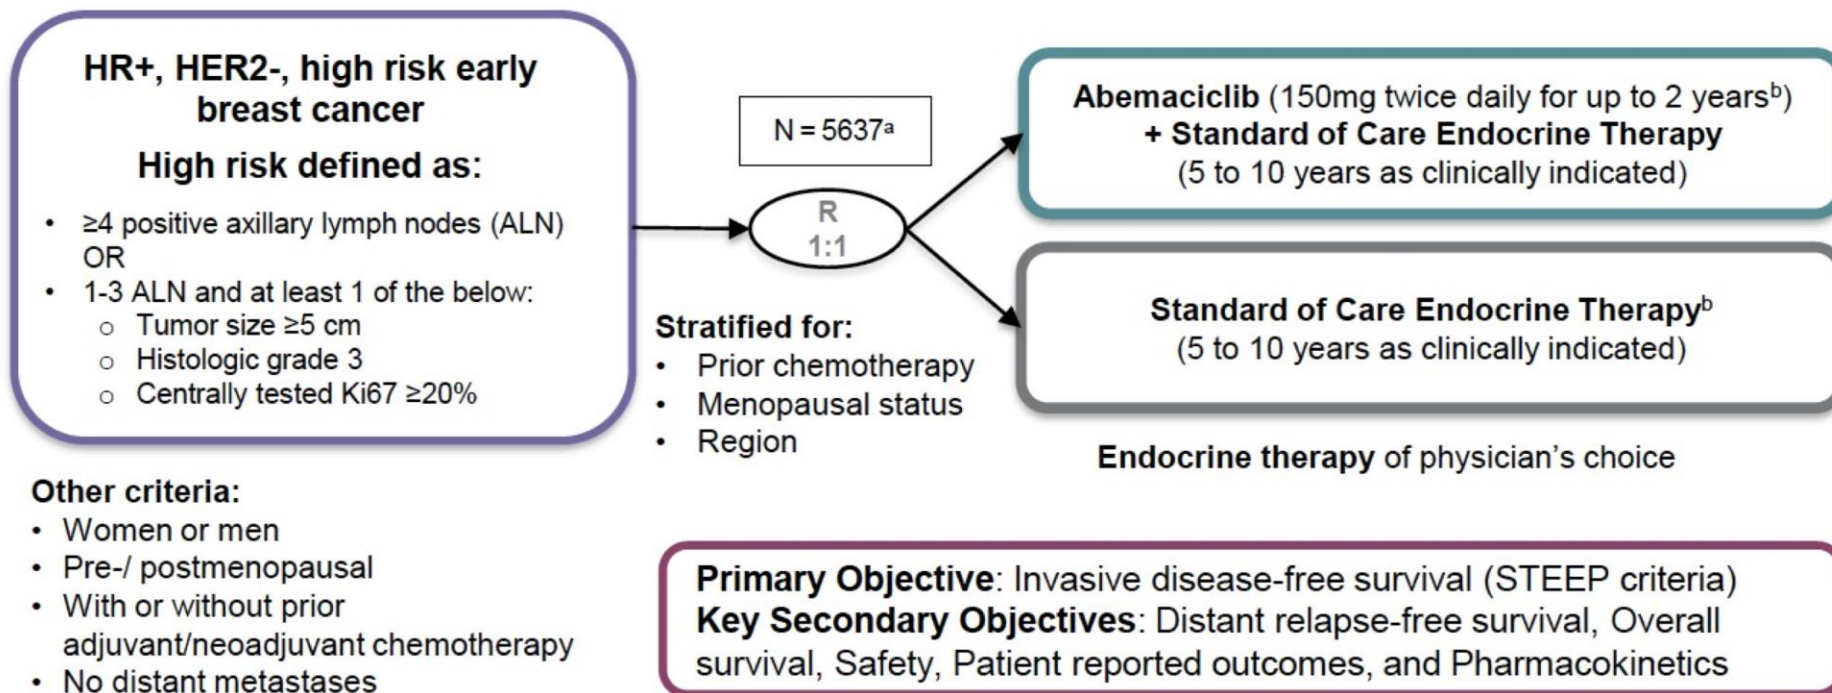 HR+, HER2-, high risk early
breast cancer
High risk defined as:
• ≥4 positive axillary lymph nodes (ALN)
OR
• 1-3 ALN and at least 1 of the below:
o Tumor size ≥5 cm
o Histologic grade 3
o Centrally tested Ki67 ≥20%
Other criteria:
• Women or men
• Pre-/ postmenopausal
• With or without prior
adjuvant/neoadjuvant chemotherapy
• No distant metastases
N = 5637ᵃ
R
1:1
Stratified for:
• Prior chemotherapy
• Menopausal status
• Region
Abemaciclib (150mg twice daily for up to 2 yearsᵇ)
+ Standard of Care Endocrine Therapy
(5 to 10 years as clinically indicated)
Standard of Care Endocrine Therapyᵇ
(5 to 10 years as clinically indicated)
Endocrine therapy of physician’s choice
Primary Objective: Invasive disease-free survival (STEEP criteria)
Key Secondary Objectives: Distant relapse-free survival, Overall
survival, Safety, Patient reported outcomes, and Pharmacokinetics